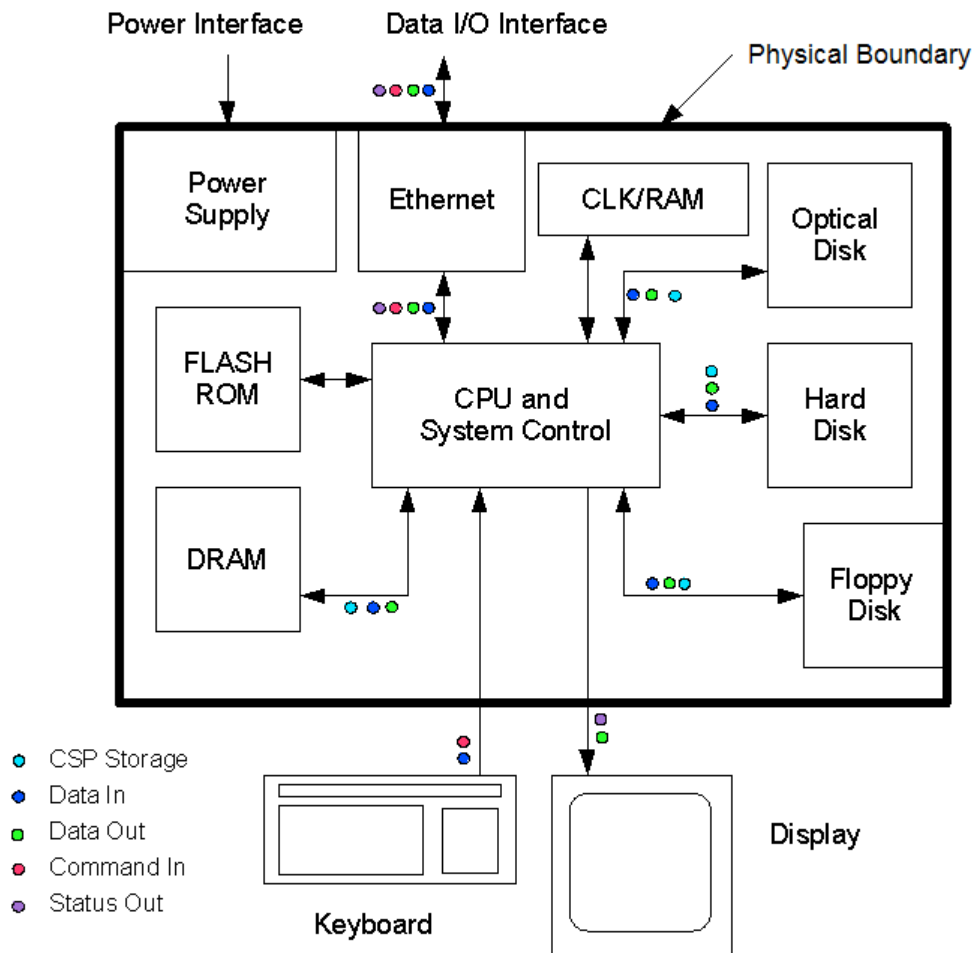 Power Interface
Data I/O Interface
Physical Boundary
Power
Supply
Ethernet
CLK/RAM
Optical
Disk
FLASH
ROM
CPU and
System Control
Hard
Disk
DRAM
Floppy
Disk
CSP Storage
Data In
Data Out
Command In
Status Out
Keyboard
Display